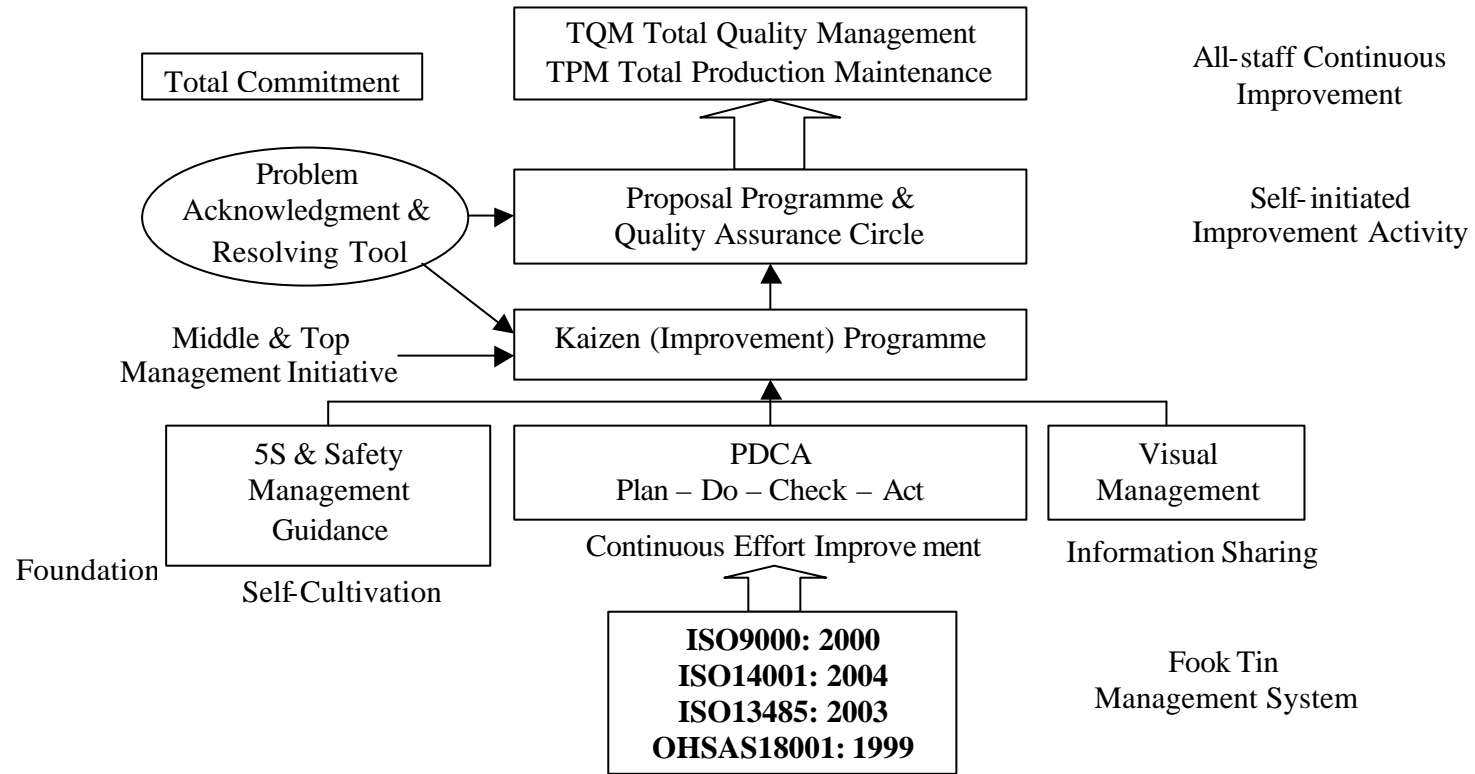 TQM Total Quality Management
TPM Total Production Maintenance
Total Commitment
All-staff Continuous
Improvement
Problem
Acknowledgment &
Resolving Tool
Proposal Programme &
Quality Assurance Circle
Self-initiated
Improvement Activity
Middle & Top
Management Initiative
Kaizen (Improvement) Programme
5S & Safety
Management
Guidance
PDCA
Plan – Do – Check – Act
Visual
Management
Foundation
Self-Cultivation
Continuous Effort Improve ment
Information Sharing
ISO9000: 2000
ISO14001: 2004
ISO13485: 2003
OHSAS18001: 1999
Fook Tin
Management System